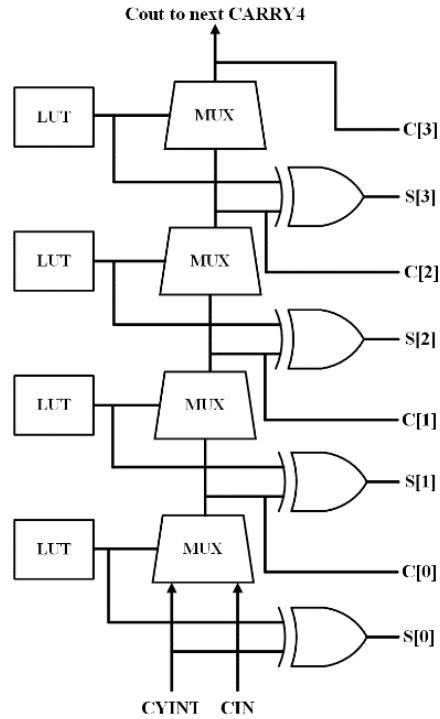 Cout to next CARRY4
LUT
MUX
C[3]
S[3]
LUT
MUX
C[2]
S[2]
LUT
MUX
C[1]
S[1]
LUT
MUX
C[0]
S[0]
CYINT
CIN